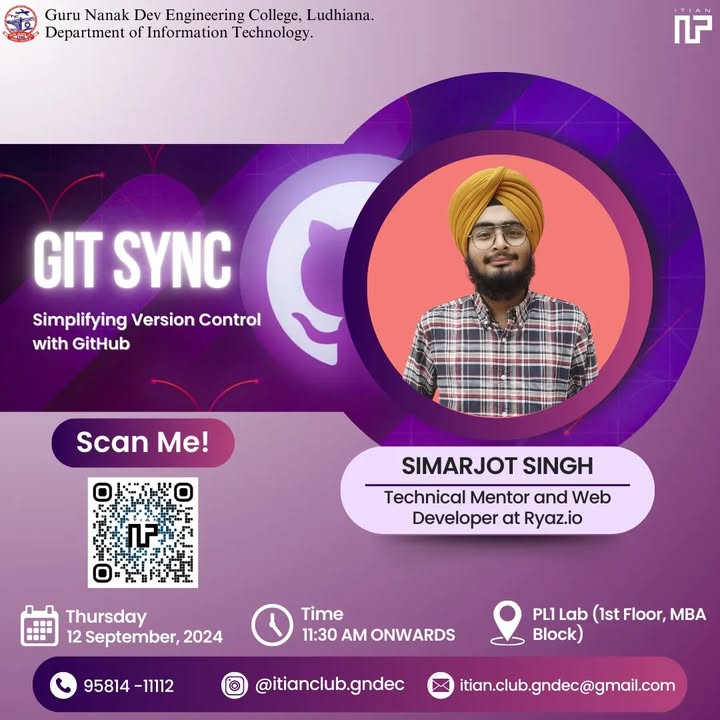 Guru Nanak Dev Engineering College, Ludhiana.
Department of Information Technology.
ITIAN
GIT SYNC
Simplifying Version Control
with GitHub
Scan Me!
SIMARJOT SINGH
Technical Mentor and Web
Developer at Ryaz.io
Thursday
12 September, 2024
Time
11:30 AM ONWARDS
PL1 Lab (1st Floor, MBA
Block)
95814 -11112
@itianclub.gndec
itian.club.gndec@gmail.com